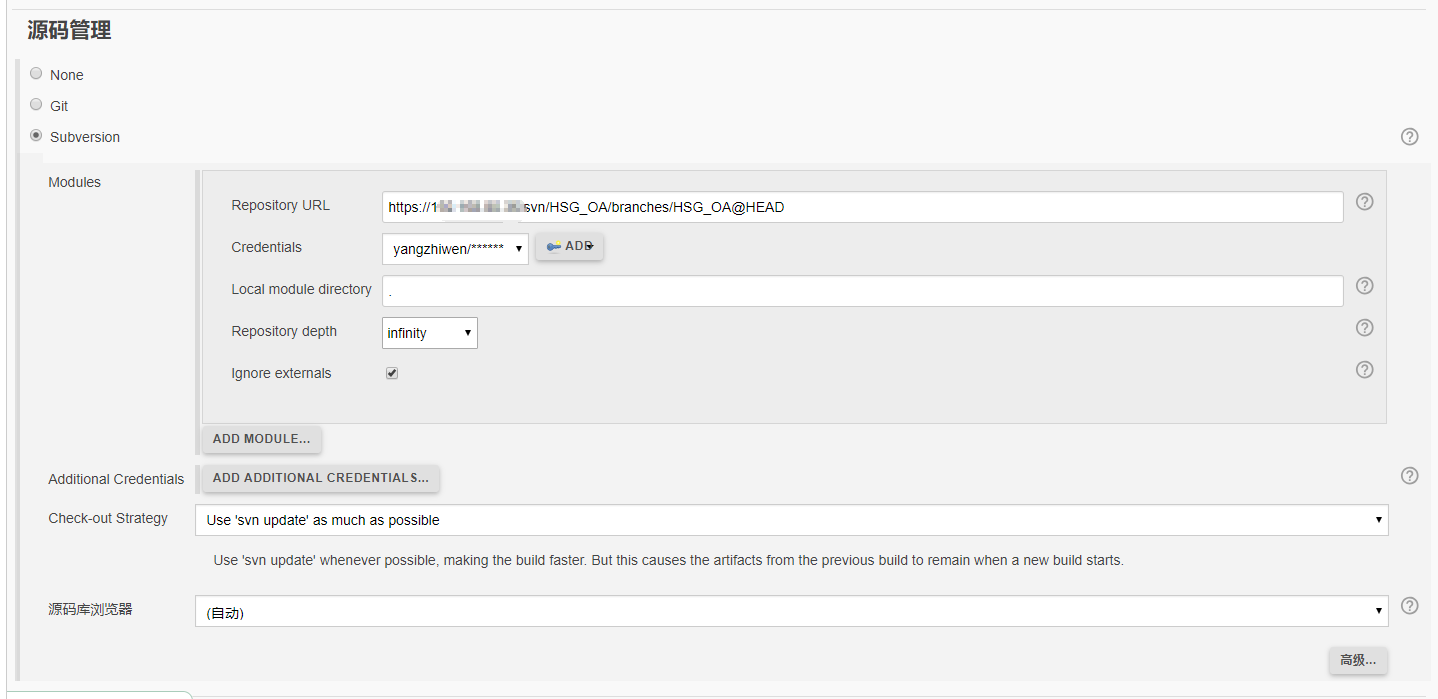 源码管理
None
Git
Subversion
Modules
Repository URL
https://1 svn/HSG_OA/branches/HSG_OA@HEAD
Credentials
yangzhiwen/******
ADD
Local module directory
.
Repository depth
infinity
Ignore externals
ADD MODULE...
Additional Credentials
ADD ADDITIONAL CREDENTIALS...
Check-out Strategy
Use 'svn update' as much as possible
Use 'svn update' whenever possible, making the build faster. But this causes the artifacts from the previous build to remain when a new build starts.
源码库浏览器
(自动)
高级...